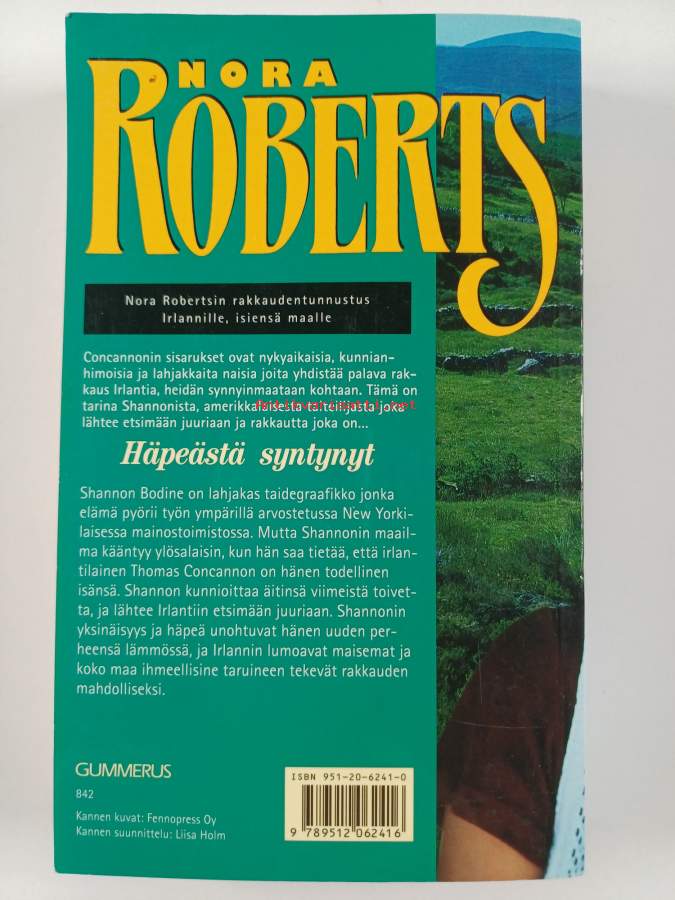 NORA
ROBERTS
Nora Robertsin rakkaudentunnustus
Irlannille, isiensä maalle
Concannonin sisarukset ovat nykyaikaisia, kunnian-
himoisia ja lahjakkaita naisia joita yhdistää palava rak-
kaus Irlantia, heidän synnyinmaataan kohtaan. Tämä on
tarina Shannonista, amerikkalaisesta taiteilijasta joka
lähtee etsimään juuriaan ja rakkautta joka on...
Häpeästä syntynyt
Shannon Bodine on lahjakas taidegraafikko jonka
elämä pyörii työn ympärillä arvostetussa New Yorki-
laisessa mainostoimistossa. Mutta Shannonin maail-
ma kääntyy ylösalaisin, kun hän saa tietää, että irlan-
tilainen Thomas Concannon on hänen todellinen
isänsä. Shannon kunnioittaa äitinsä viimeistä toivet-
ta, ja lähtee Irlantiin etsimään juuriaan. Shannonin
yksinäisyys ja häpeä unohtuvat hänen uuden per-
heensä lämmössä, ja Irlannin lumoavat maisemat ja
koko maa ihmeellisine taruineen tekevät rakkauden
mahdolliseksi.
GUMMERUS
842
Kannen kuvat: Fennopress Oy
Kannen suunnittelu: Liisa Holm
ISBN 951-20-6241-0
9 789512 062416